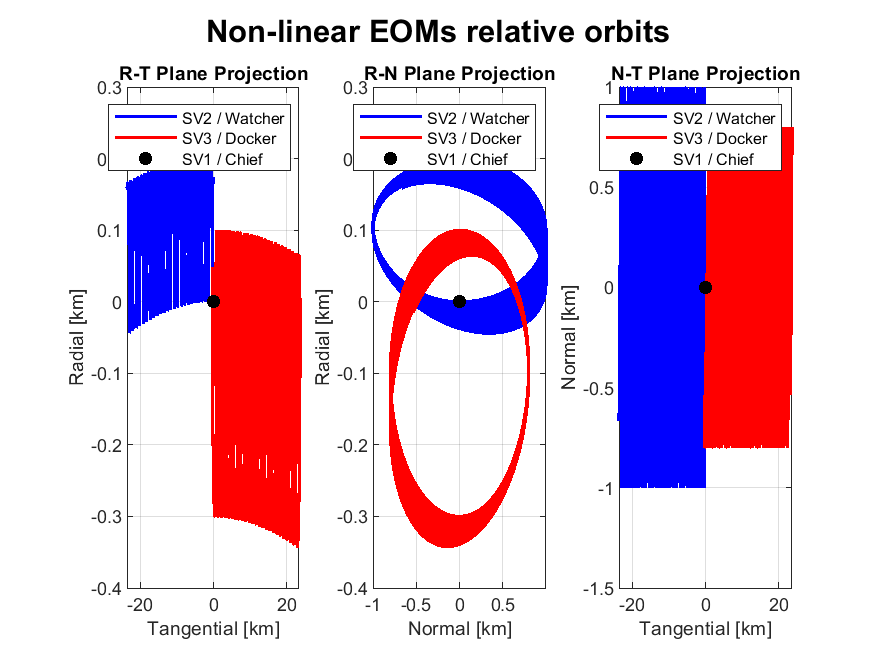 Non-linear EOMs relative orbits
R-T Plane Projection
R-N Plane Projection
N-T Plane Projection
SV2 / Watcher
SV3 / Docker
SV1 / Chief
SV2 / Watcher
SV3 / Docker
SV1 / Chief
SV2 / Watcher
SV3 / Docker
SV1 / Chief
0.3
0.1
0
-0.1
-0.2
-0.3
-0.4
Radial [km]
-20 0 20
Tangential [km]
0.3
0.1
0
-0.1
-0.2
-0.3
-0.4
Radial [km]
-1 0 0.5
Normal [km]
1
0.5
0
-0.5
-1
-1.5
Normal [km]
-20 0 20
Tangential [km]